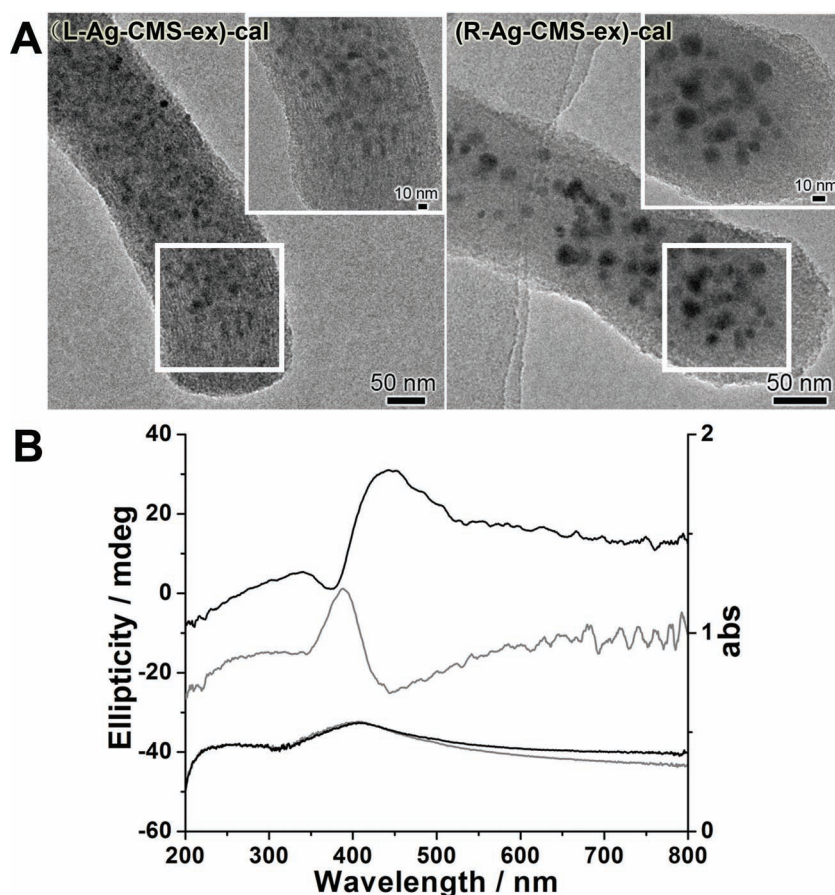 A
(L-Ag-CMS-ex)-cal
10 nm
50 nm
(R-Ag-CMS-ex)-cal
10 nm
50 nm
B
Ellipticity / mdeg
40
20
0
-20
-40
-60
2
1
0
abs
200 300 400 500 600 700 800
Wavelength / nm